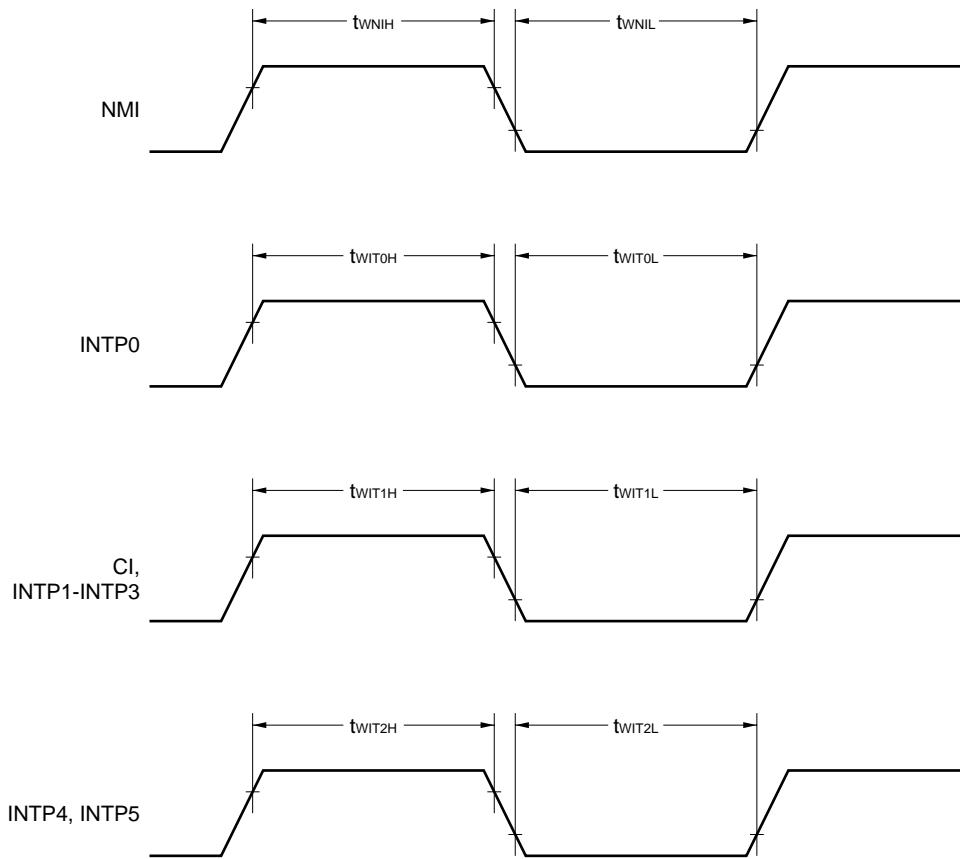 tWNIH tWNIL
NMI
tWIT0H tWIT0L
INTP0
tWIT1H tWIT1L
CI,
INTP1-INTP3
tWIT2H tWIT2L
INTP4, INTP5